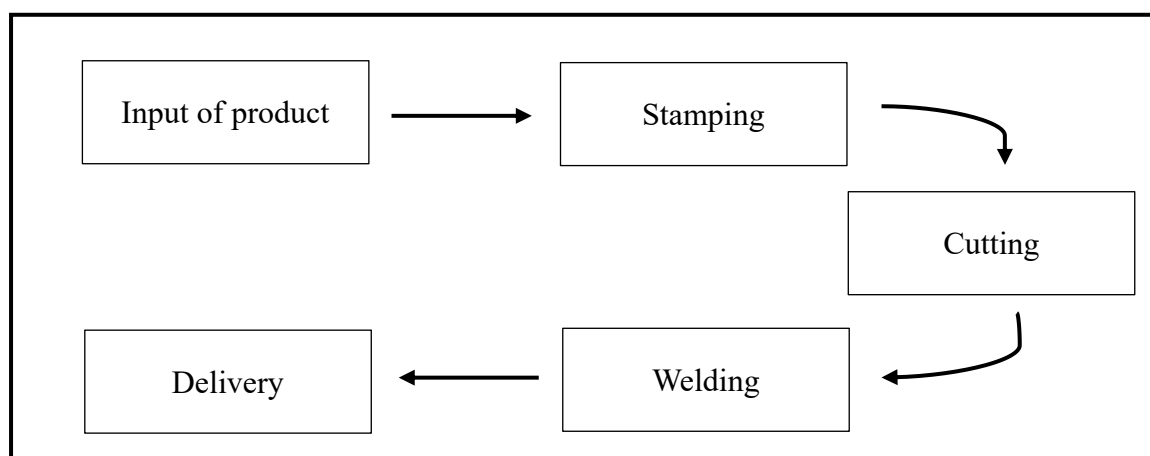 Input of product
Stamping
Cutting
Welding
Delivery